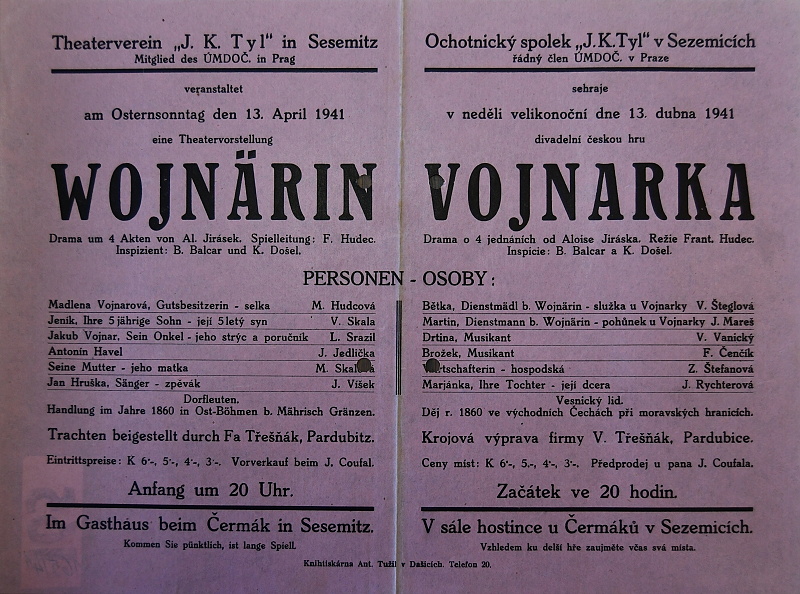 Theaterverein „J. K. Tyl“ in Sesemitz
Mitglied des ÚMDOČ. in Prag
veranstaltet
am Osternsonntag den 13. April 1941
eine Theatervorstellung
WOJNÄRIN
Drama um 4 Akten von Al. Jirásek. Spielleitung: F. Hudec.
Inspizient: B. Balcar und K. Došel.
Ochotnický spolek „J.K.Tyl“ v Sezemicích
řádný člen ÚMDOČ. v Praze
sehraje
v neděli velikonoční dne 13. dubna 1941
divadelní českou hru
VOJNARKA
Drama o 4 jednáních od Aloise Jiráska. Režie Frant. Hudec.
Inspicie: B. Balcar a K. Došel.
PERSONEN - OSOBY:
Madlena Vojnarová, Gutsbesitzerin - selka M. Hudcová
Jeník, Ihre 5 jährige Sohn - její 5 letý syn V. Skala
Jakub Vojnar, Sein Onkel - jeho strýc a poručník L. Srazil
Antonín Havel J. Jedlička
Seine Mutter - jeho matka M.
Jan Hruška, Sänger - zpěvák J. Víšek
Dorfleuten.
Handlung im Jahre 1860 in Ost-Böhmen b. Mährisch Gränzen.
Trachten beigestellt durch Fa Třešňák, Pardubitz.
Eintrittspreise: K 6·-, 5·-, 4·-, 3·-. Vorverkauf beim J. Coufal.
Anfang um 20 Uhr.
Im Gasthaus beim Čermák in Sesemitz.
Kommen Sie pünktlich, ist lange Spiell.
Bětka, Dienstmädl b. Wojnärin - služka u Vojnarky V. Šteglová
Martin, Dienstmann b. Wojnärin - pohůnek u Vojnarky J. Mareš
Drtina, Musikant V. Vanický
Brožek, Musikant F. Čenčík
Wirtschafterin - hospodská Z. Štefanová
Marjánka, Ihre Tochter - její dcera J. Rychterová
Vesnický lid.
Děj r. 1860 ve východních Čechách při moravských hranicích.
Krojová výprava firmy V. Třešňák, Pardubice.
Ceny míst: K 6·-, 5.-, 4·-, 3·-. Předprodej u pana J. Coufala.
Začátek ve 20 hodin.
V sále hostince u Čermáků v Sezemicích.
Vzhledem ku delší hře zaujměte včas svá místa.
Knihtiskárna Ant. Tužil v Dašicích. Telefon 20.